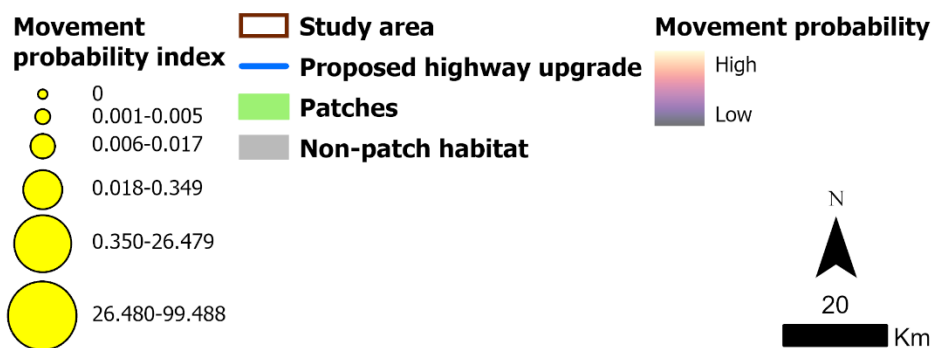 Movement
probability index
0
0.001-0.005
0.006-0.017
0.018-0.349
0.350-26.479
26.480-99.488
Study area
Proposed highway upgrade
Patches
Non-patch habitat
Movement probability
High
Low
N
20
Km